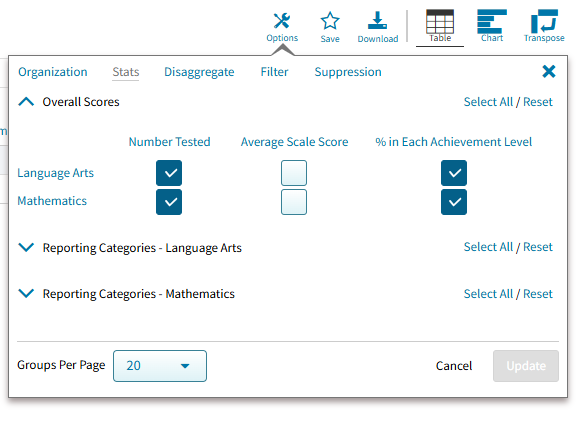 Options Save Download Table Chart Transpose
Organization Stats Disaggregate Filter Suppression
Overall Scores Select All / Reset
Number Tested Average Scale Score % in Each Achievement Level
Language Arts
Mathematics
Reporting Categories - Language Arts Select All / Reset
Reporting Categories - Mathematics Select All / Reset
Groups Per Page 20 Cancel Update